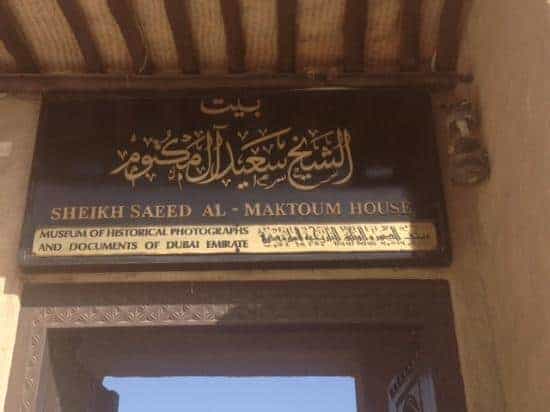 بيت
الشيخ سعيد آل مكتوم
SHEIKH SAEED AL - MAKTOUM HOUSE
MUSEUM OF HISTORICAL PHOTOGRAPHS
AND DOCUMENTS OF DUBAI EMIRATE